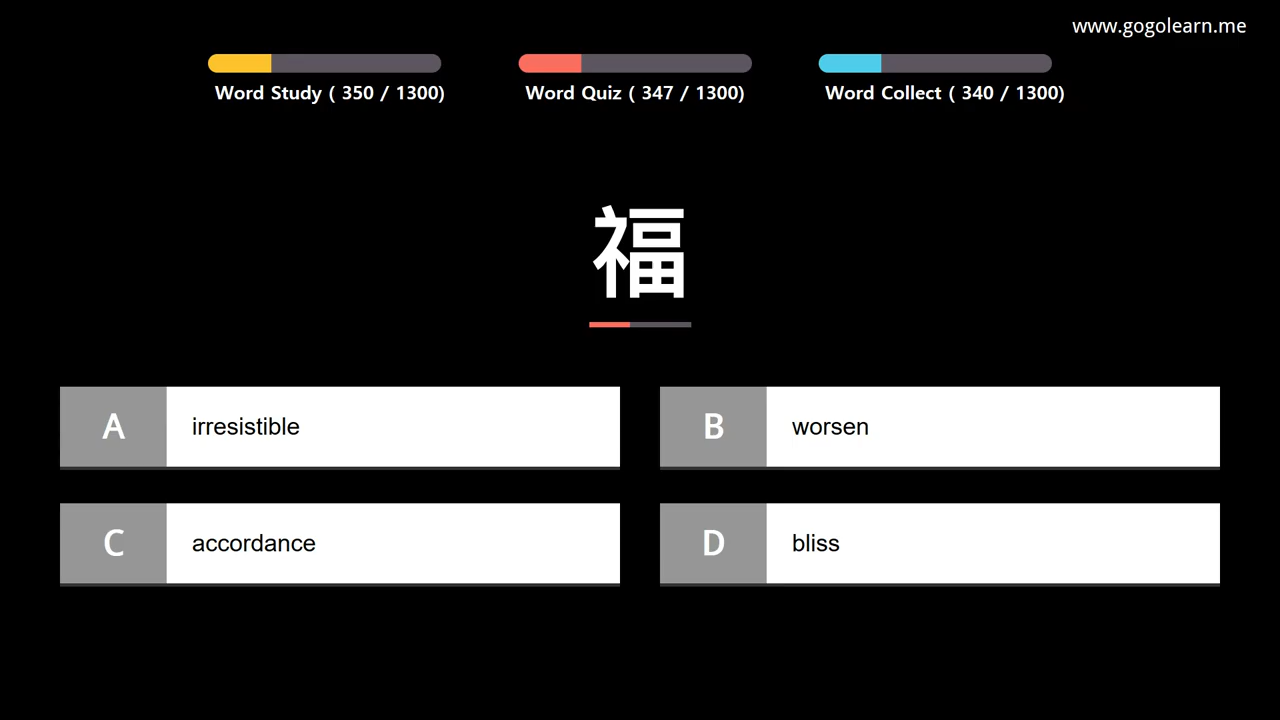 www.gogolearn.me
Word Study ( 350 / 1300)
Word Quiz ( 347 / 1300)
Word Collect ( 340 / 1300)
福
A irresistible
B worsen
C accordance
D bliss